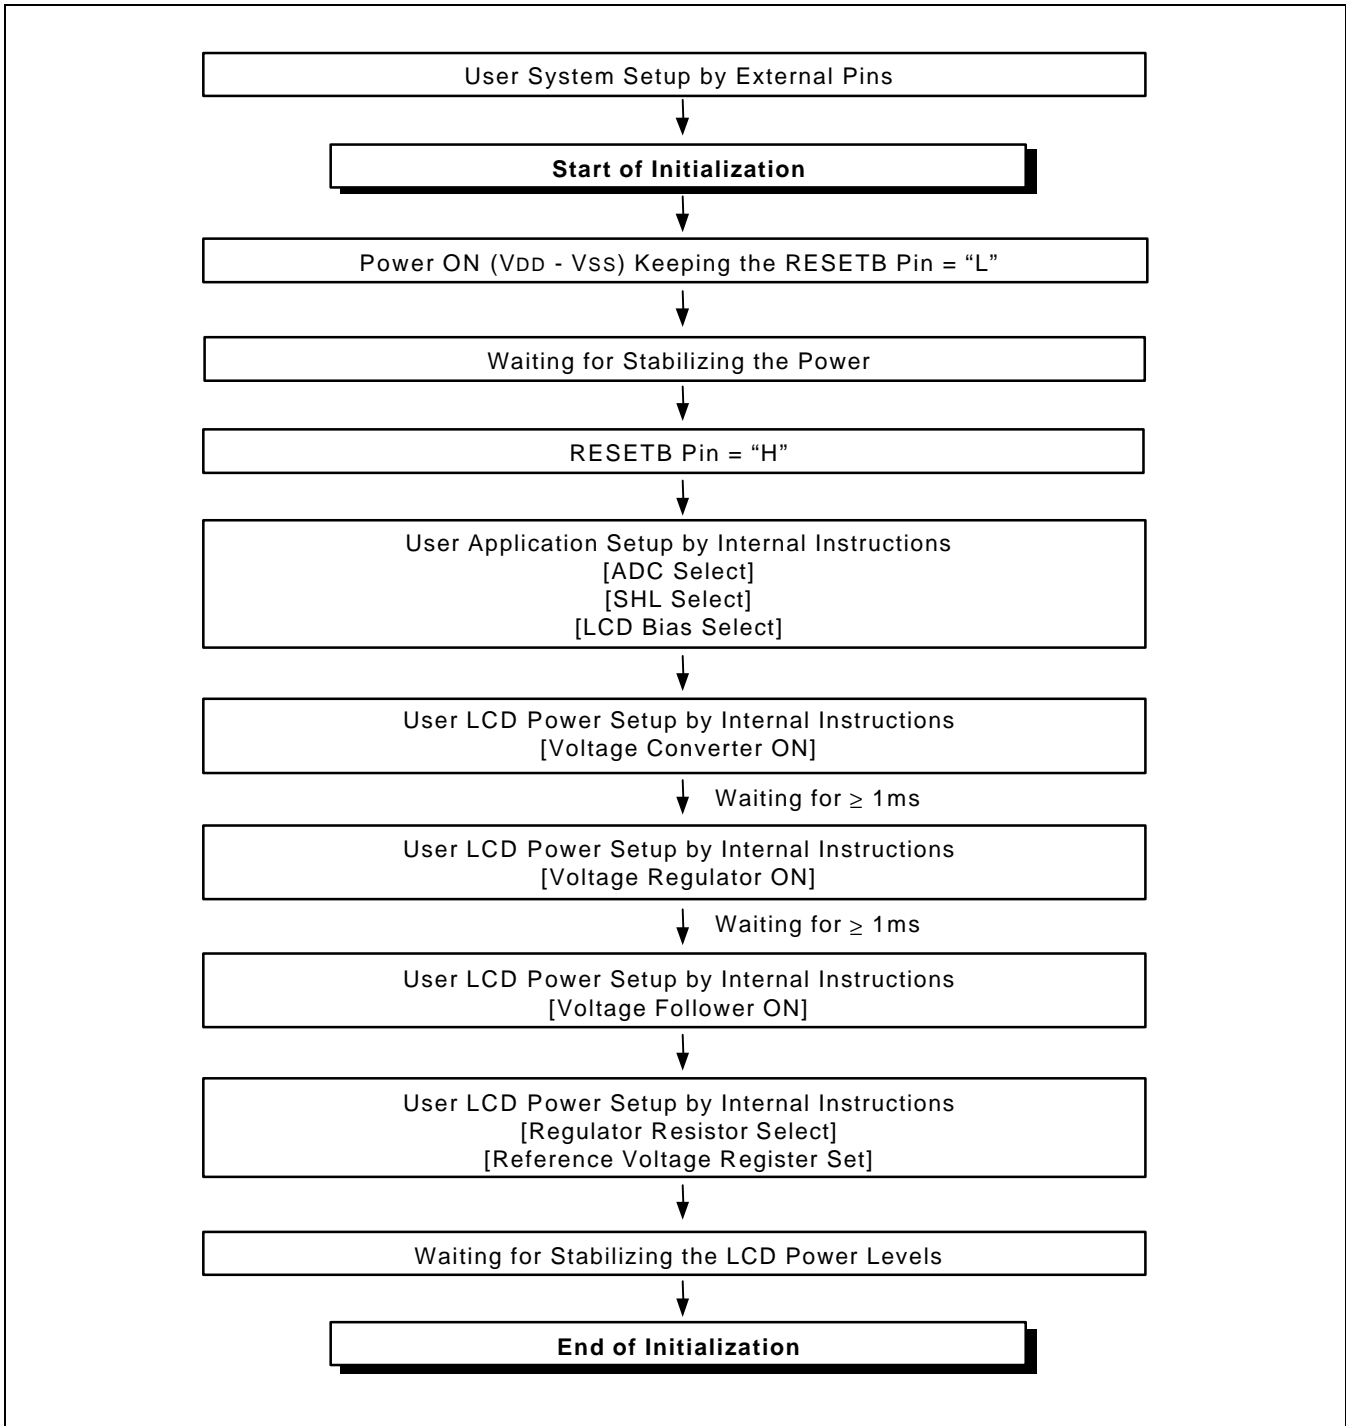 User System Setup by External Pins
Start of Initialization
Power ON (VDD - VSS) Keeping the RESETB Pin = “L”
Waiting for Stabilizing the Power
RESETB Pin = “H”
User Application Setup by Internal Instructions
[ADC Select]
[SHL Select]
[LCD Bias Select]
User LCD Power Setup by Internal Instructions
[Voltage Converter ON]
Waiting for ≥ 1ms
User LCD Power Setup by Internal Instructions
[Voltage Regulator ON]
Waiting for ≥ 1ms
User LCD Power Setup by Internal Instructions
[Voltage Follower ON]
User LCD Power Setup by Internal Instructions
[Regulator Resistor Select]
[Reference Voltage Register Set]
Waiting for Stabilizing the LCD Power Levels
End of Initialization